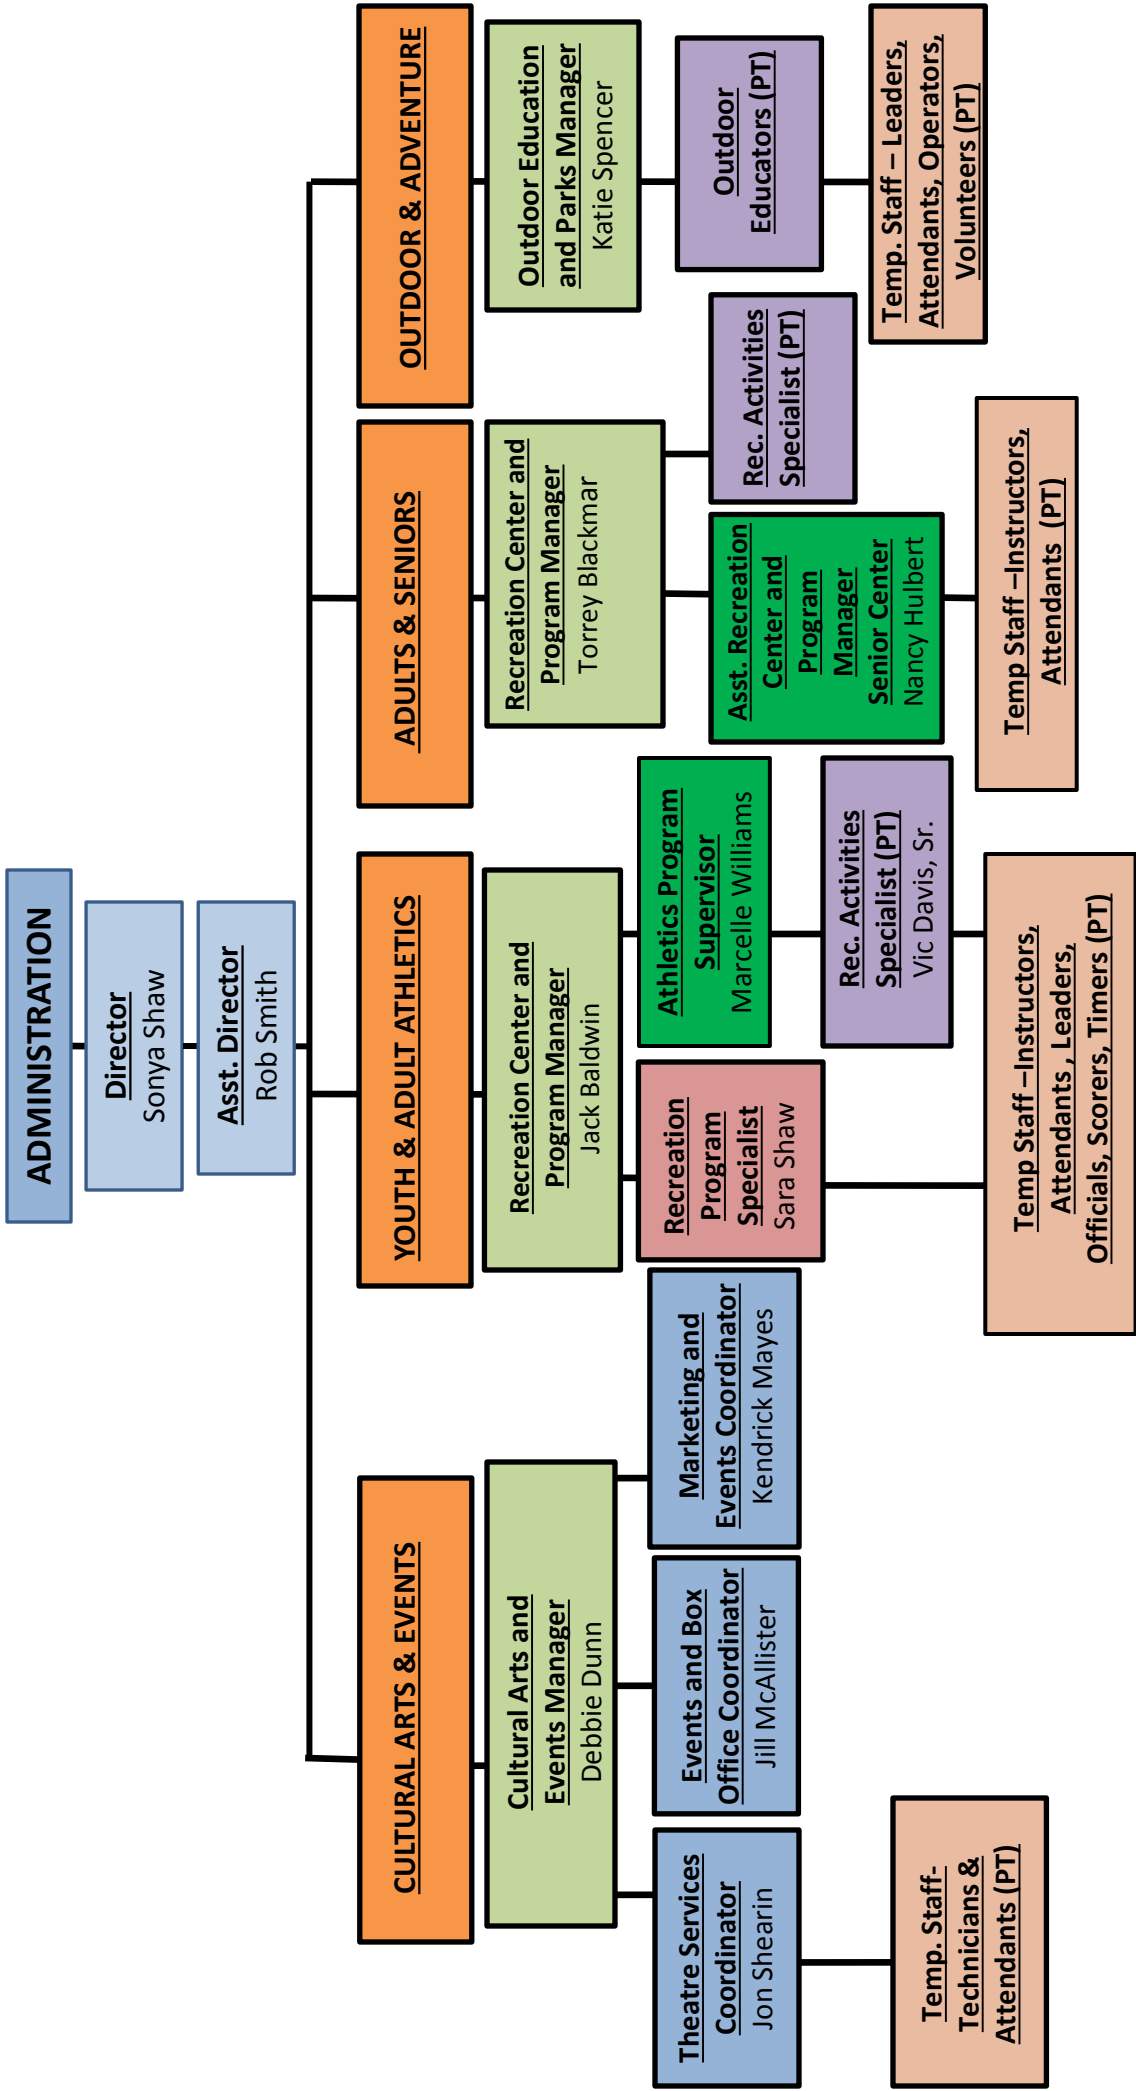 ADMINISTRATION
Director
Sonya Shaw
Asst. Director
Rob Smith
CULTURAL ARTS & EVENTS
Cultural Arts and
Events Manager
Debbie Dunn
Theatre Services
Coordinator
Jon Shearin
Temp. Staff-
Technicians &
Attendants (PT)
Events and Box
Office Coordinator
Jill McAllister
Marketing and
Events Coordinator
Kendrick Mayes
YOUTH & ADULT ATHLETICS
Recreation Center and
Program Manager
Jack Baldwin
Recreation
Program
Specialist
Sara Shaw
Athletics Program
Supervisor
Marcelle Williams
Rec. Activities
Specialist (PT)
Vic Davis, Sr.
Temp Staff –Instructors,
Attendants , Leaders,
Officials, Scorers, Timers (PT)
ADULTS & SENIORS
Recreation Center and
Program Manager
Torrey Blackmar
Asst. Recreation
Center and
Program
Manager
Senior Center
Nancy Hulbert
Rec. Activities
Specialist (PT)
Temp Staff –Instructors,
Attendants  (PT)
OUTDOOR & ADVENTURE
Outdoor Education
and Parks Manager
Katie Spencer
Outdoor
Educators (PT)
Temp. Staff – Leaders,
Attendants, Operators,
Volunteers (PT)